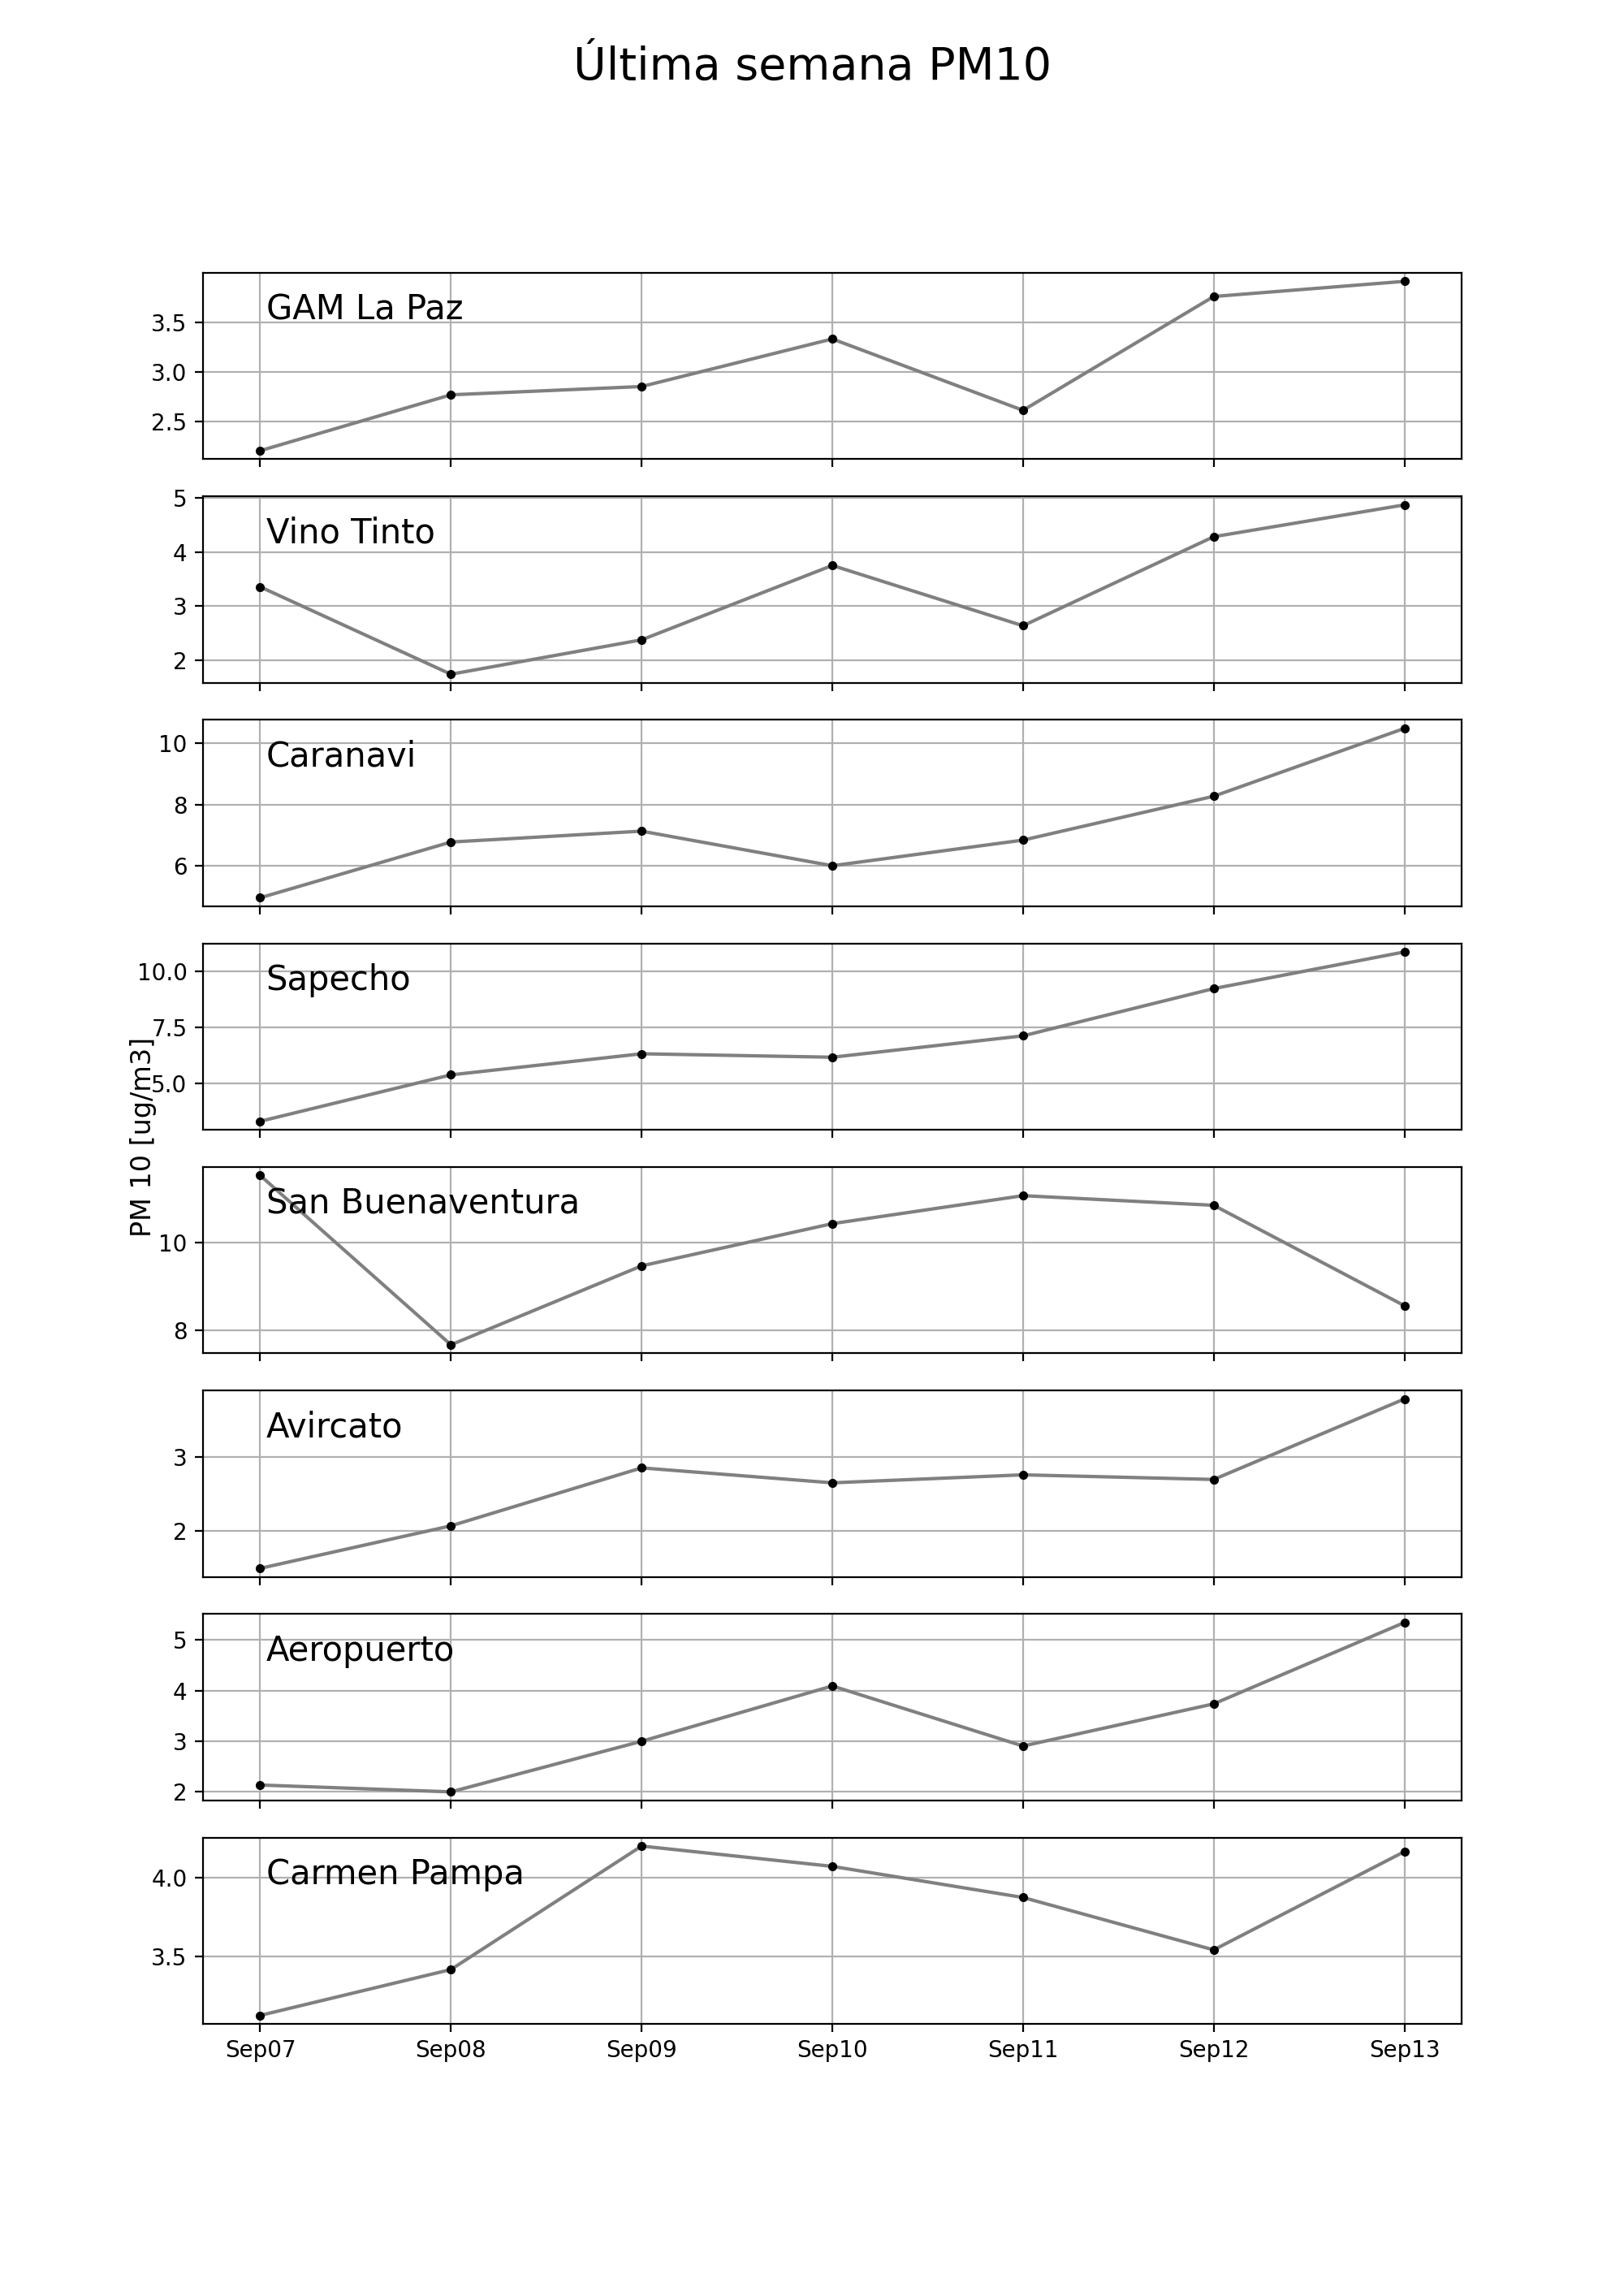 Última semana PM10
GAM La Paz
3.5
3.0
2.5
Vino Tinto
5
4
3
2
Caranavi
10
8
6
Sapecho
10.0
7.5
5.0
PM 10 [ug/m3]
San Buenaventura
10
8
Avircato
3
2
Aeropuerto
5
4
3
2
Carmen Pampa
4.0
3.5
Sep07 Sep08 Sep09 Sep10 Sep11 Sep12 Sep13